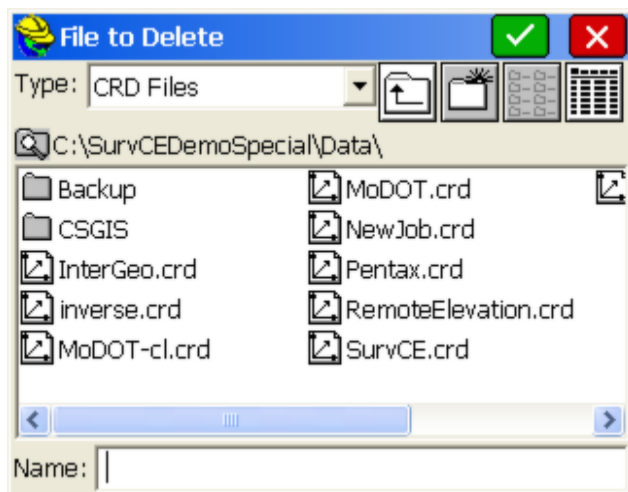 File to Delete
Type: CRD Files
C:\SurvCEDemoSpecial\Data\
Backup
CSGIS
InterGeo.crd
inverse.crd
MoDOT-cl.crd
MoDOT.crd
NewJob.crd
Pentax.crd
RemoteElevation.crd
SurvCE.crd
Name: